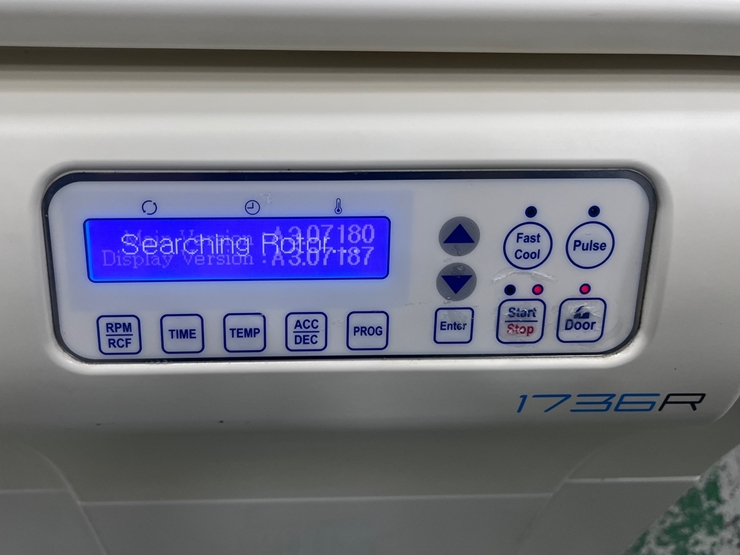 Main Version : A3.07180
Searching Rotor....
Display Version : A3.07187
Fast
Cool
Pulse
RPM
RCF
TIME
TEMP
ACC
DEC
PROG
Enter
Start
Stop
Door
1736R